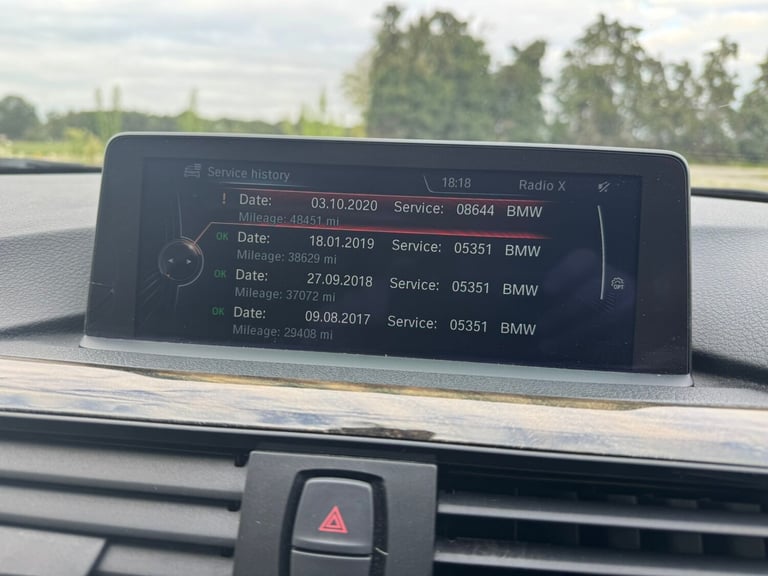 Service history 18:18 Radio X
! Date: 03.10.2020 Service: 08644 BMW
Mileage: 48451 mi
OK Date: 18.01.2019 Service: 05351 BMW
Mileage: 38629 mi
OK Date: 27.09.2018 Service: 05351 BMW
Mileage: 37072 mi
OPT
OK Date: 09.08.2017 Service: 05351 BMW
Mileage: 29408 mi